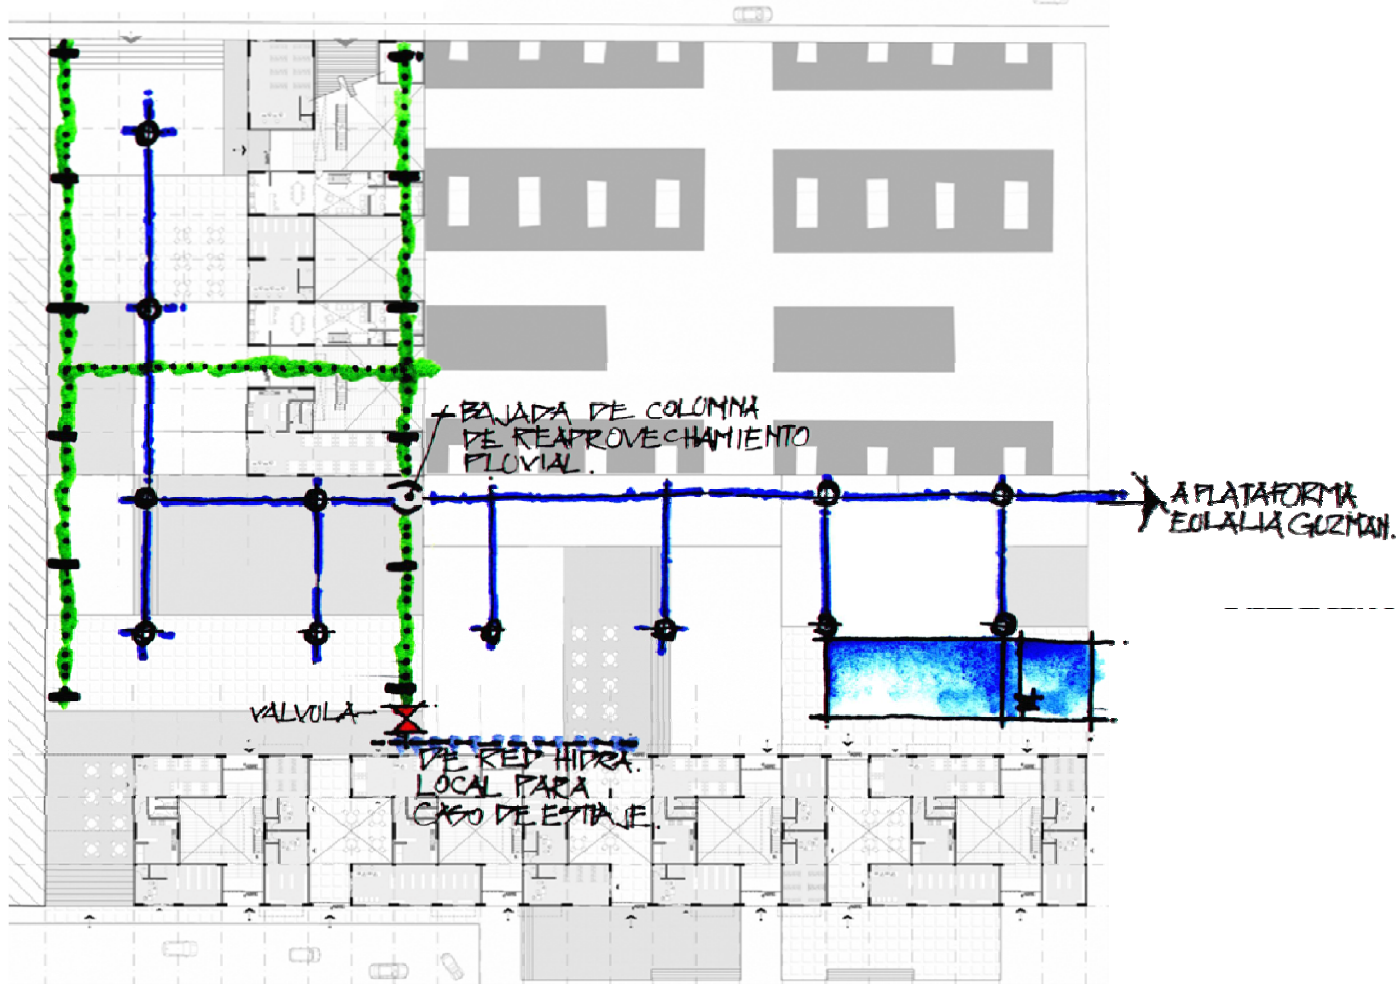 BAJADA DE COLUMNA
DE REAPROVECHAMIENTO
PLUVIAL.
A PLATAFORMA
EULALIA GUZMAN.
VALVULA
DE RED HIDRA.
LOCAL PARA
CASO DE ESTIAJE.